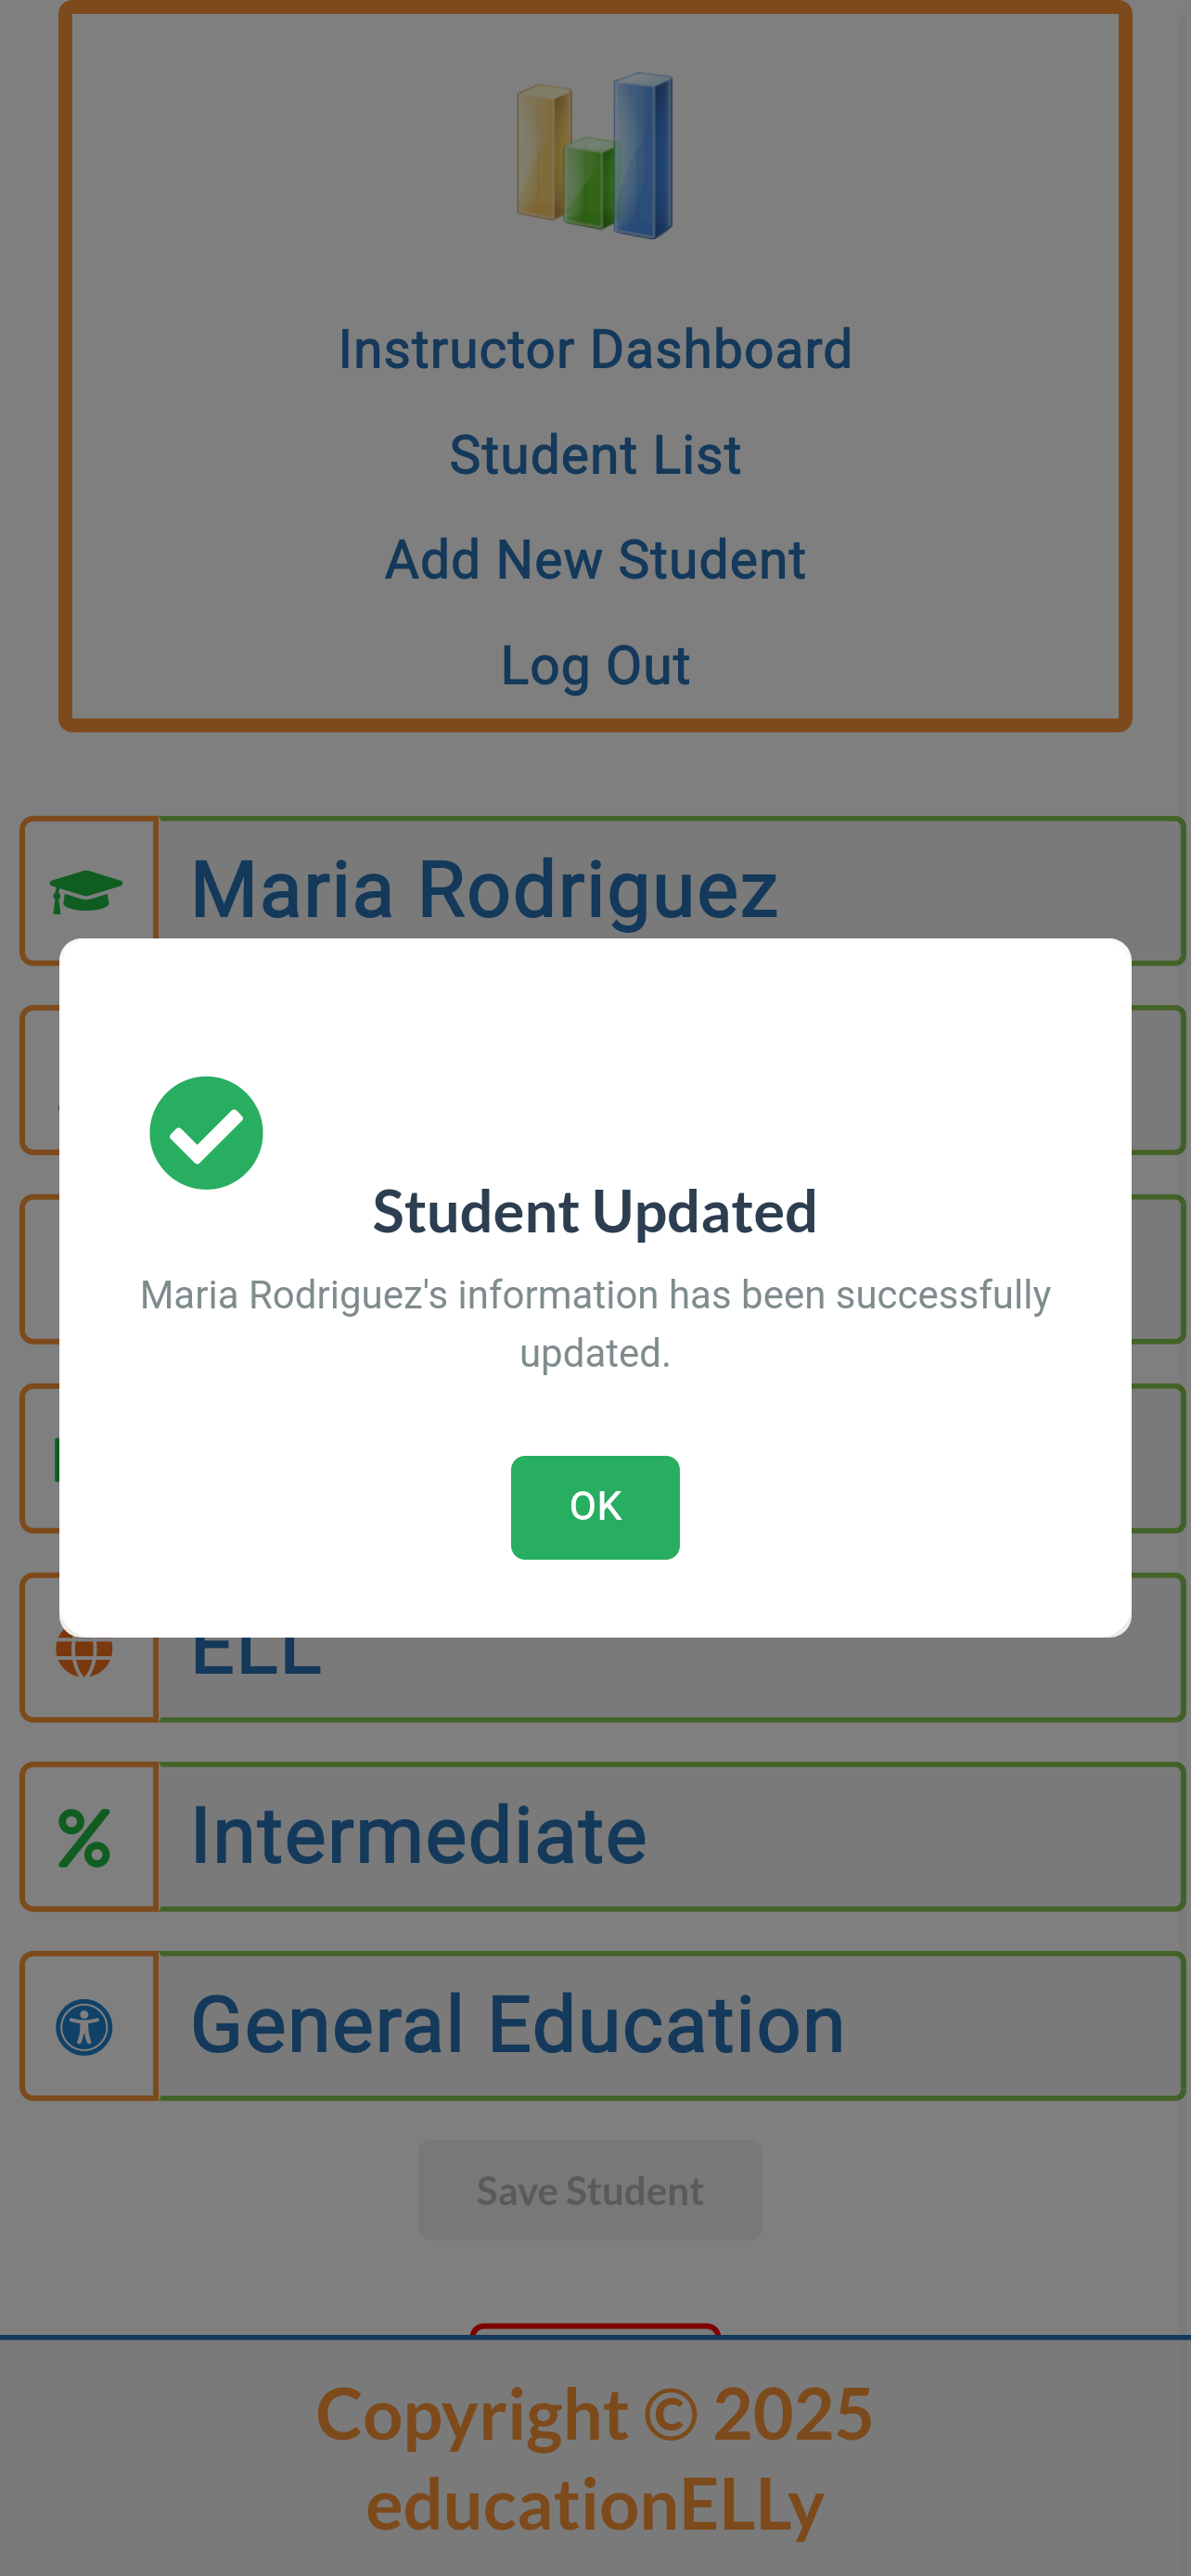 Instructor Dashboard
Student List
Add New Student
Log Out
Maria Rodriguez
Student Updated
Maria Rodriguez's information has been successfully
updated.
OK
ELL
Intermediate
General Education
Save Student
Copyright © 2025
educationELLy